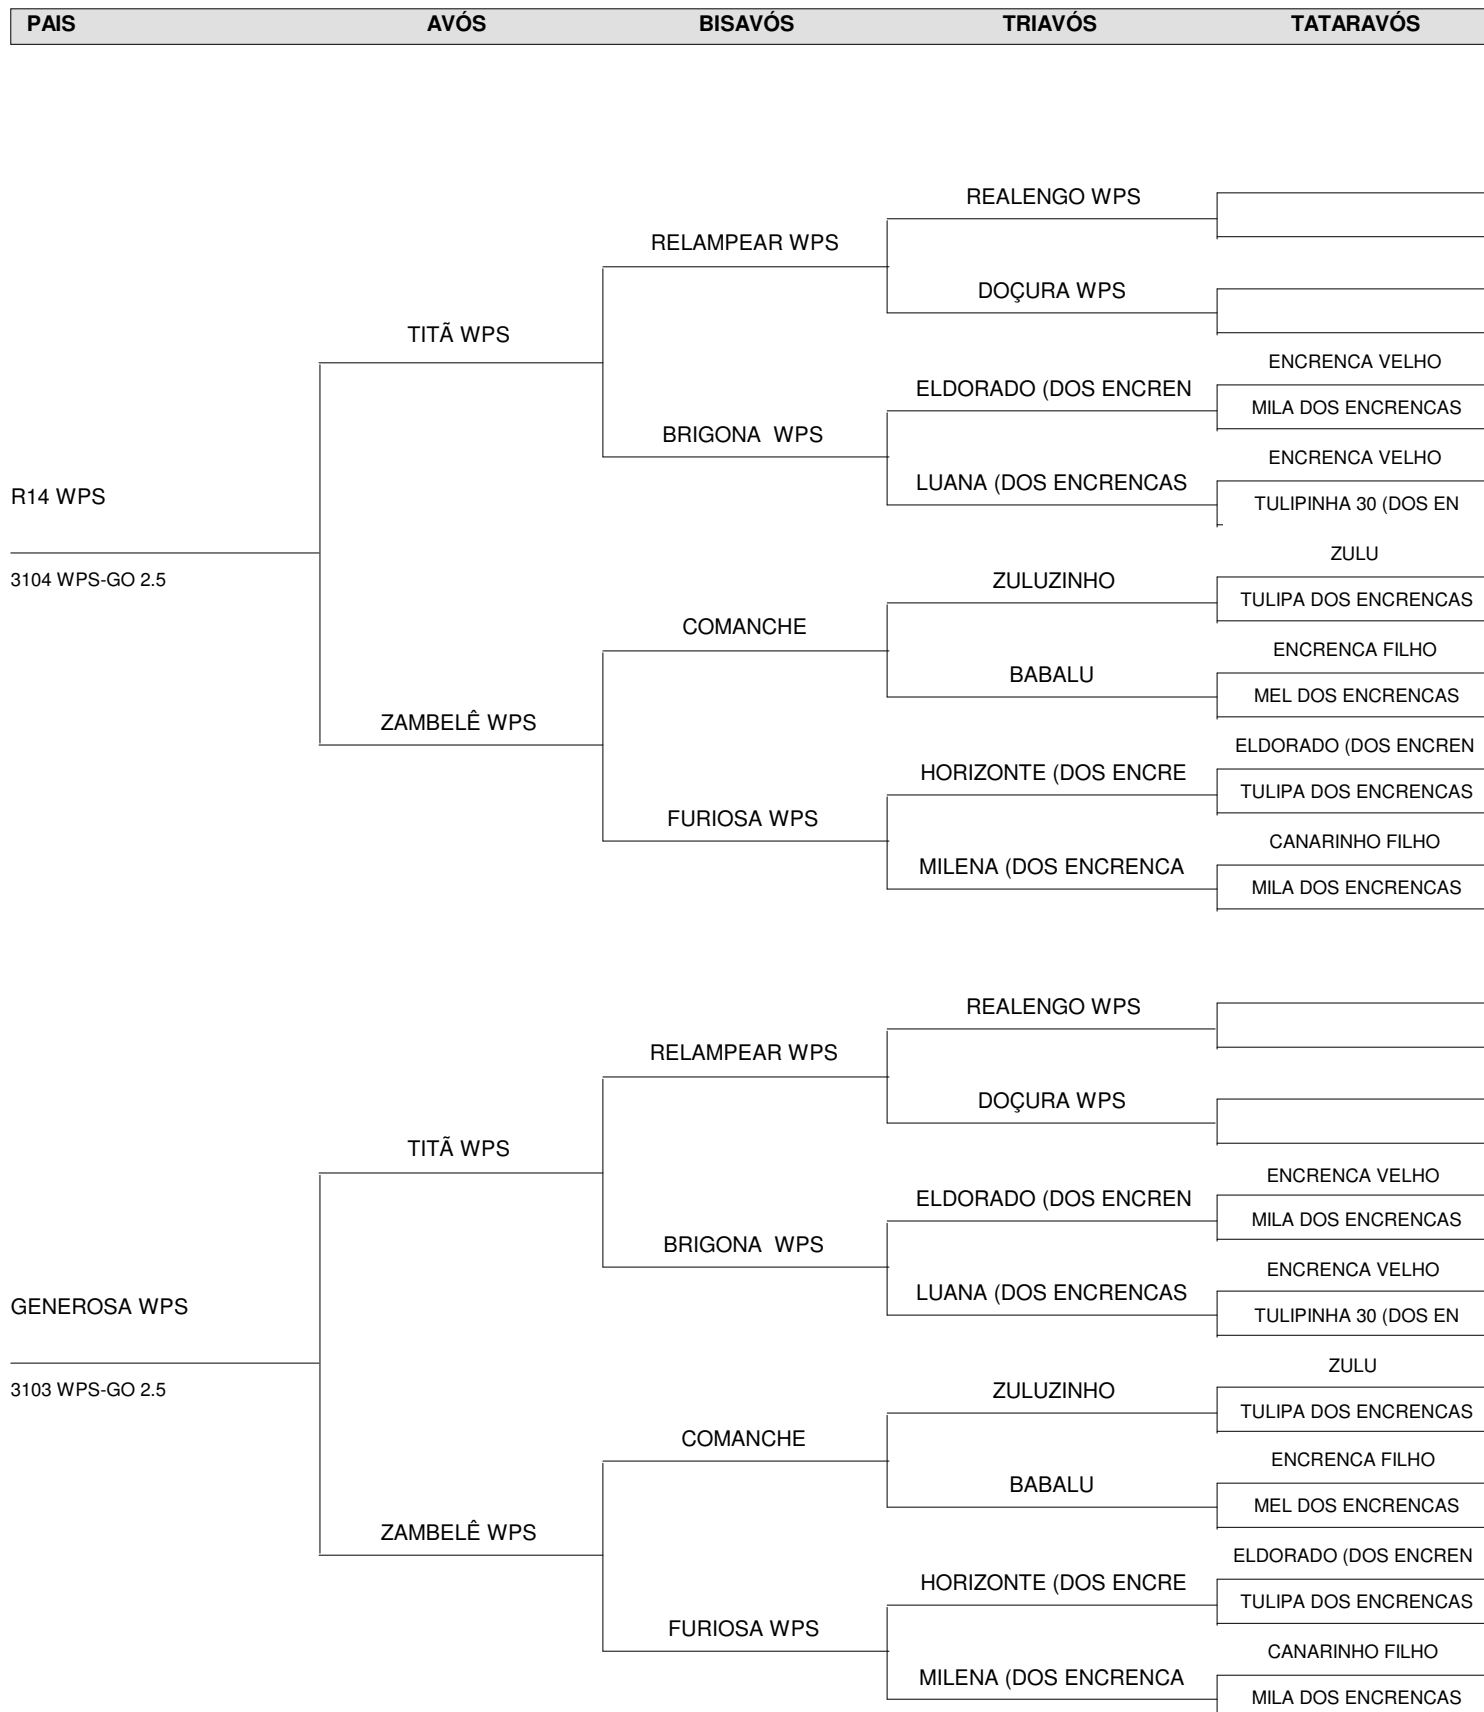 PAIS AVÓS BISAVÓS TRIAVÓS TATARAVÓS
REALENGO WPS
RELAMPEAR WPS
DOÇURA WPS
TITÃ WPS
ENCRENCA VELHO
ELDORADO (DOS ENCREN
MILA DOS ENCRENCAS
BRIGONA WPS
ENCRENCA VELHO
LUANA (DOS ENCRENCAS
R14 WPS
TULIPINHA 30 (DOS EN
ZULU
3104 WPS-GO 2.5
ZULUZINHO
TULIPA DOS ENCRENCAS
COMANCHE
ENCRENCA FILHO
BABALU
MEL DOS ENCRENCAS
ZAMBELÊ WPS
ELDORADO (DOS ENCREN
HORIZONTE (DOS ENCRE
TULIPA DOS ENCRENCAS
FURIOSA WPS
CANARINHO FILHO
MILENA (DOS ENCRENCA
MILA DOS ENCRENCAS
REALENGO WPS
RELAMPEAR WPS
DOÇURA WPS
TITÃ WPS
ENCRENCA VELHO
ELDORADO (DOS ENCREN
MILA DOS ENCRENCAS
BRIGONA WPS
ENCRENCA VELHO
LUANA (DOS ENCRENCAS
GENEROSA WPS
TULIPINHA 30 (DOS EN
ZULU
3103 WPS-GO 2.5
ZULUZINHO
TULIPA DOS ENCRENCAS
COMANCHE
ENCRENCA FILHO
BABALU
MEL DOS ENCRENCAS
ZAMBELÊ WPS
ELDORADO (DOS ENCREN
HORIZONTE (DOS ENCRE
TULIPA DOS ENCRENCAS
FURIOSA WPS
CANARINHO FILHO
MILENA (DOS ENCRENCA
MILA DOS ENCRENCAS